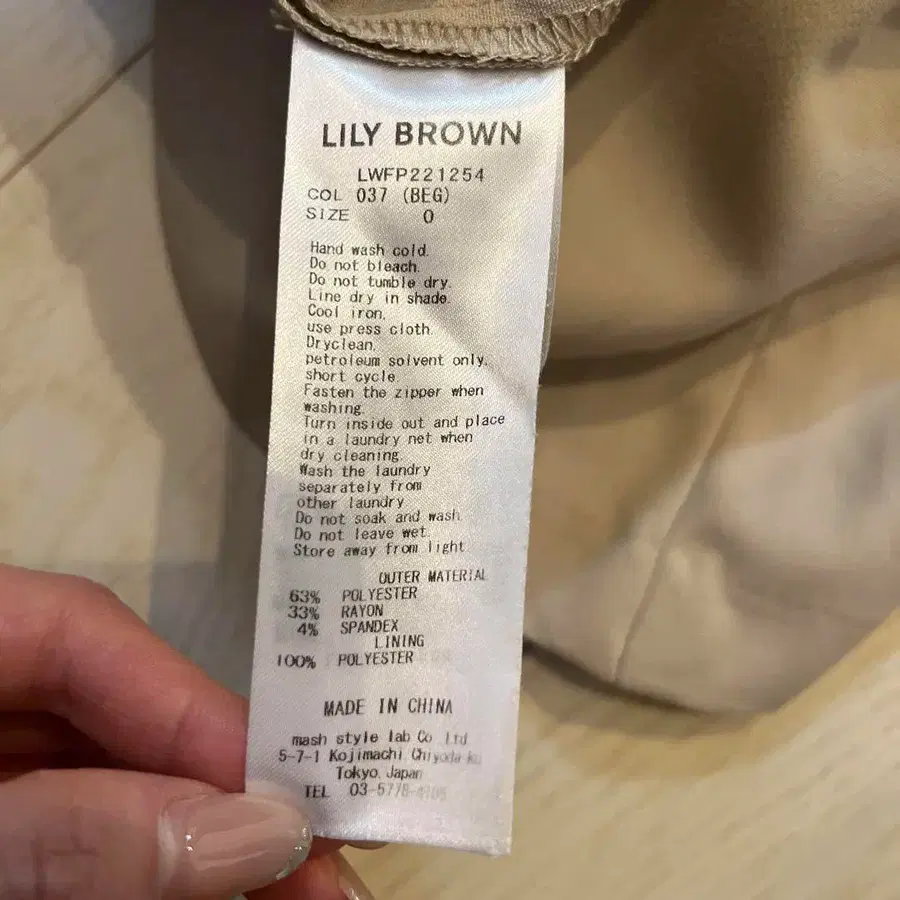 LILY BROWN
LWFP221254
COL 037 (BEG)
SIZE 0
Hand wash cold.
Do not bleach.
Do not tumble dry.
Line dry in shade.
Cool iron,
use press cloth.
Dryclean,
petroleum solvent only,
short cycle.
Fasten the zipper when
washing.
Turn inside out and place
in a laundry net when
dry cleaning.
Wash the laundry
separately from
other laundry
Do not soak and wash.
Do not leave wet.
Store away from light.
OUTER MATERIAL
63% POLYESTER
33% RAYON
4% SPANDEX
LINING
100% POLYESTER
MADE IN CHINA
mash style lab Co.,Ltd
5-7-1 Kojimachi, Chiyoda-ku
Tokyo, Japan
TEL 03-5778-4705